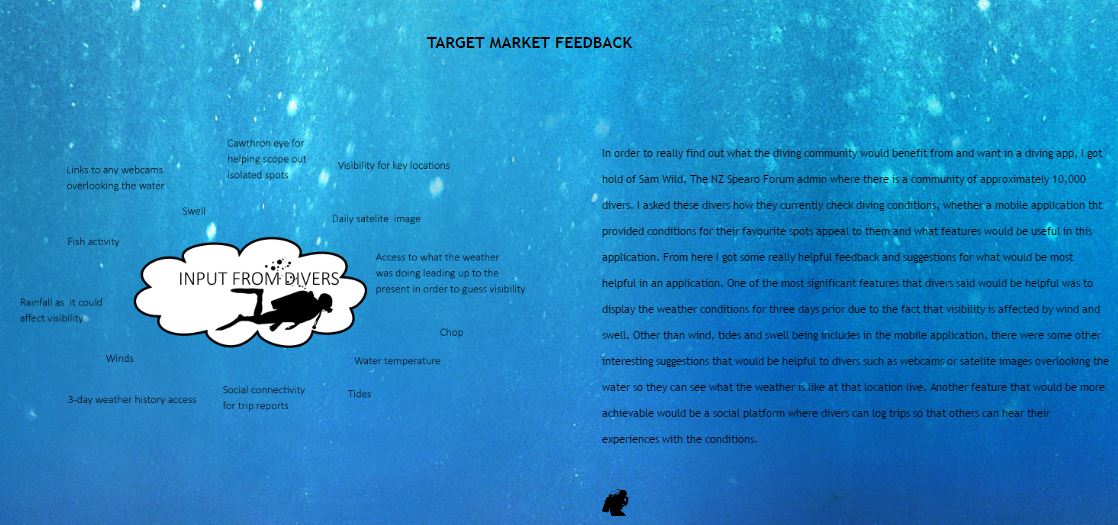 TARGET MARKET FEEDBACK
Cawthron eye for
helping scope out
isolated spots
Visibility for key locations
Links to any webcams
overlooking the water
Swell
Daily satelite image
Fish activity
Access to what the weather
was doing leading up to the
present in order to guess visibility
INPUT FROM DIVERS
Rainfall as it could
affect visibility
Chop
Winds
Water temperature
Social connectivity
for trip reports
Tides
3-day weather history access
In order to really find out what the diving community would benefit from and want in a diving app, I got
hold of Sam Wild, The NZ Spearo Forum admin where there is a community of approximately 10,000
divers. I asked these divers how they currently check diving conditions, whether a mobile application tht
provided conditions for their favourite spots appeal to them and what features would be useful in this
application. From here I got some really helpful feedback and suggestions for what would be most
helpful in an application. One of the most significant features that divers said would be helpful was to
display the weather conditions for three days prior due to the fact that visibility is affected by wind and
swell. Other than wind, tides and swell being includes in the mobile application, there were some other
interesting suggestions that would be helpful to divers such as webcams or satelite images overlooking the
water so they can see what the weather is like at that location live. Another feature that would be more
achievable would be a social platform where divers can log trips so that others can hear their
experiences with the conditions.